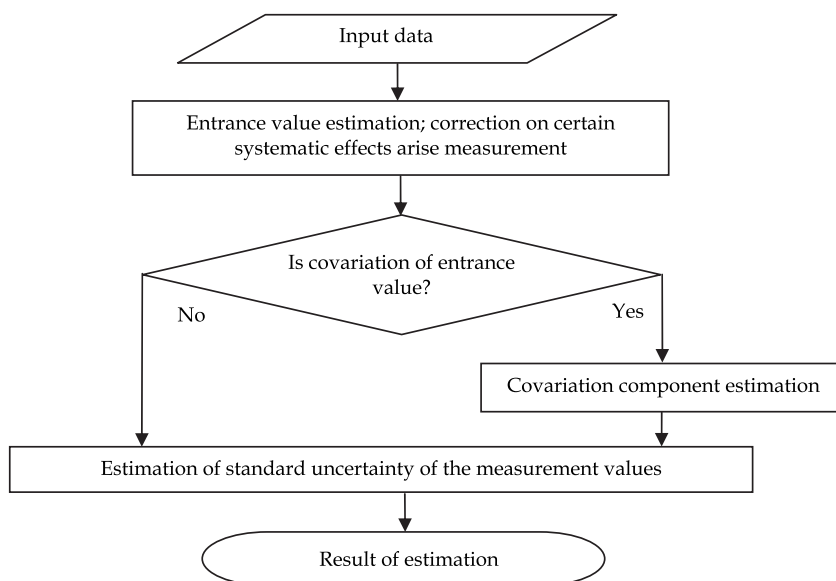 Input data
Entrance value estimation; correction on certain
systematic effects arise measurement
Is covariation of entrance
value?
No
Yes
Covariation component estimation
Estimation of standard uncertainty of the measurement values
Result of estimation